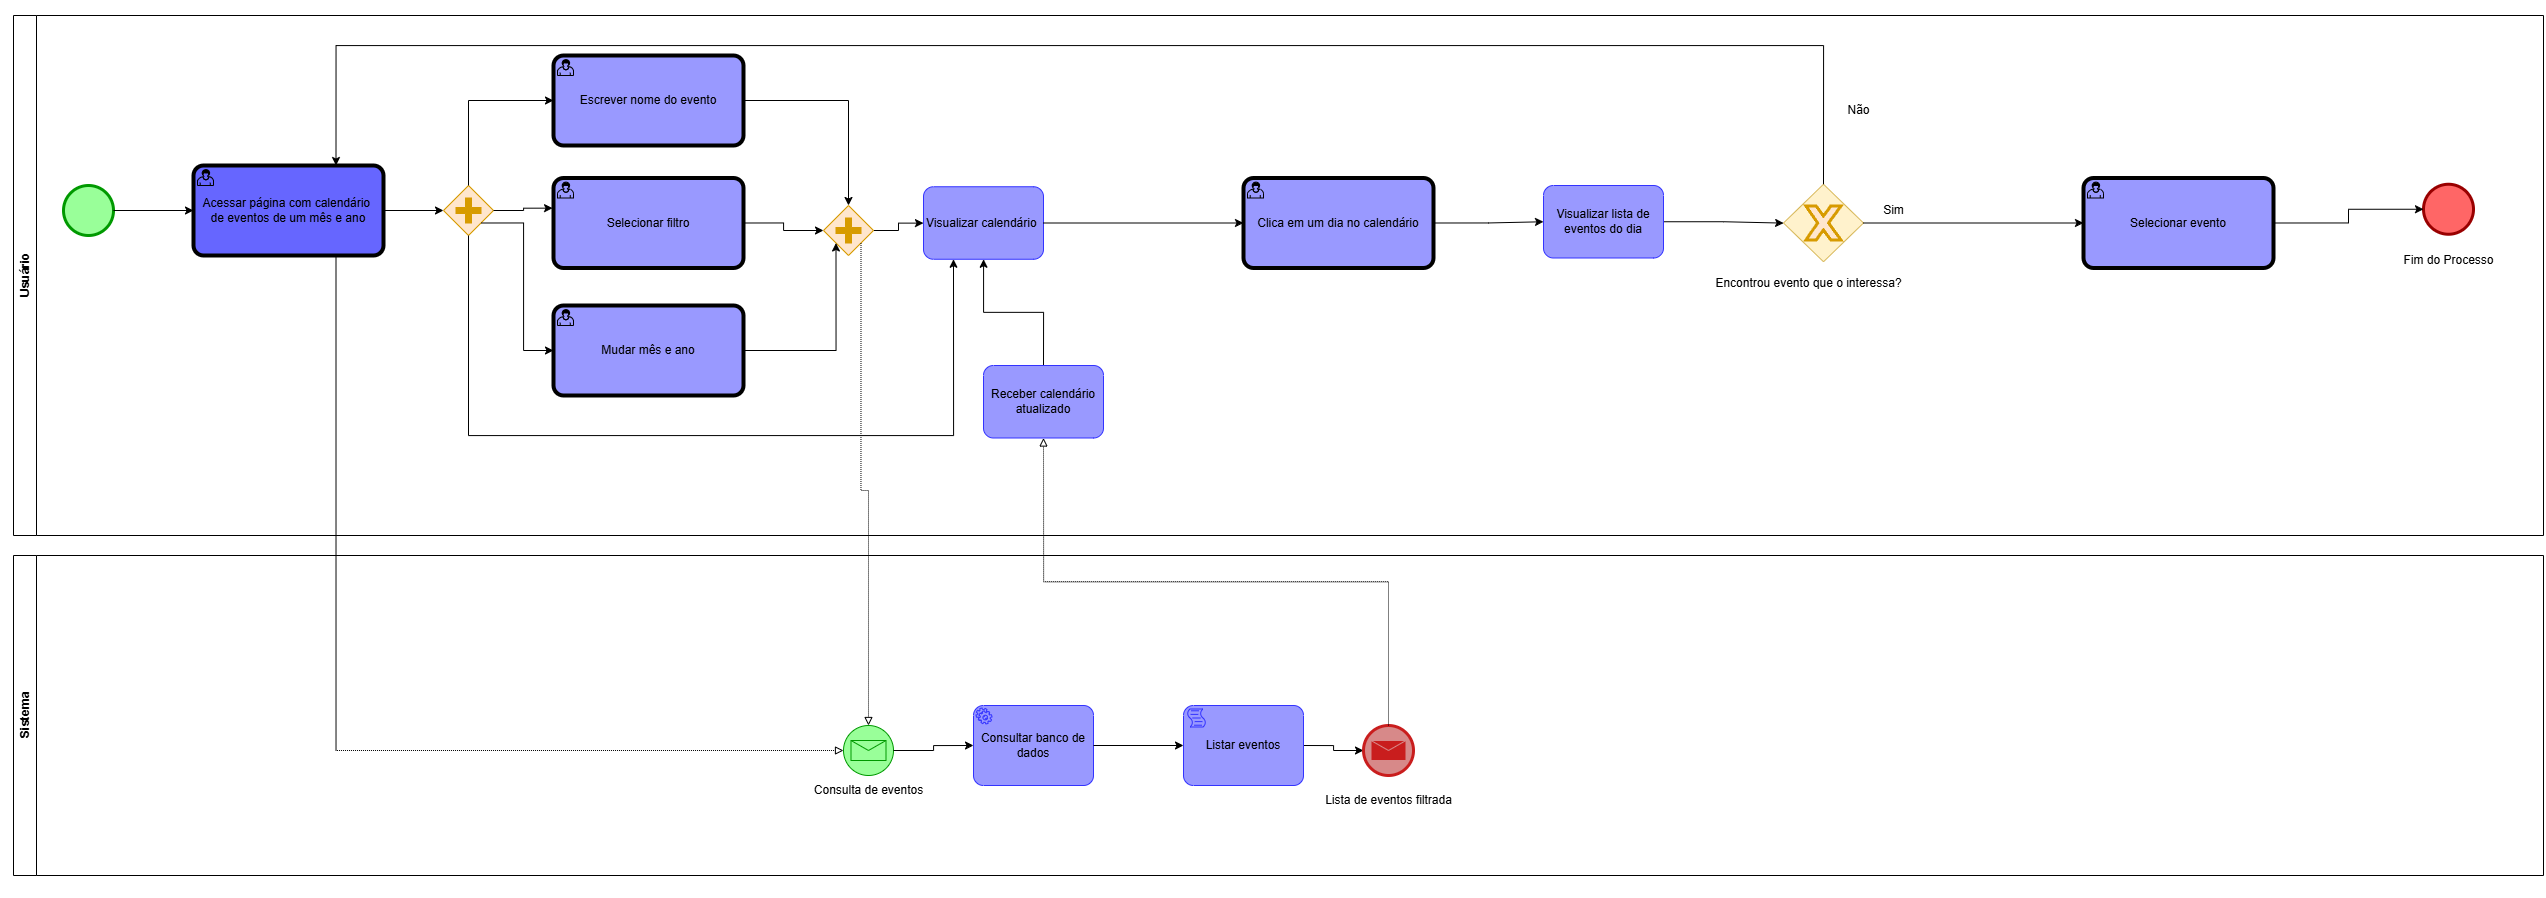 Usuário
Não
Escrever nome do evento
Acessar página com calendário
de eventos de um mês e ano
Selecionar filtro
Visualizar calendário
Clica em um dia no calendário
Visualizar lista de
eventos do dia
Sim
Selecionar evento
Encontrou evento que o interessa?
Fim do Processo
Mudar mês e ano
Receber calendário
atualizado
Sistema
Consulta de eventos
Consultar banco de
dados
Listar eventos
Lista de eventos filtrada